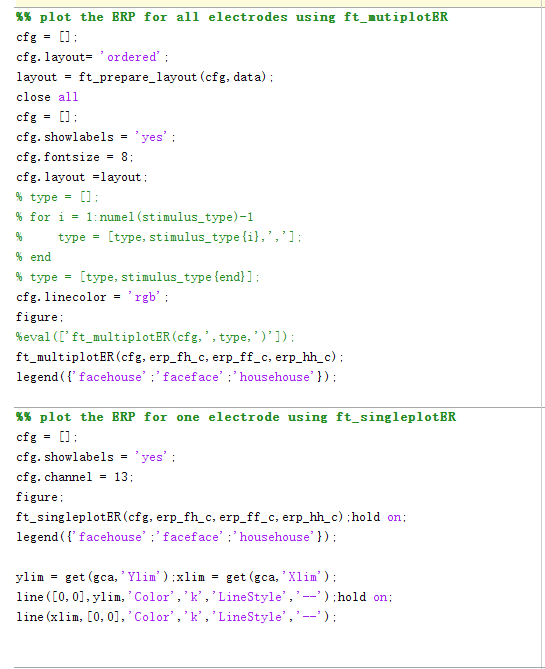 %% plot the ERP for all electrodes using ft_mutiplotER
cfg = [];
cfg.layout= 'ordered';
layout = ft_prepare_layout(cfg,data);
close all
cfg = [];
cfg.showlabels = 'yes';
cfg.fontsize = 8;
cfg.layout =layout;
% type = [];
% for i = 1:numel(stimulus_type)-1
%     type = [type,stimulus_type{i},','];
% end
% type = [type,stimulus_type{end}];
cfg.linecolor = 'rgb';
figure;
%eval(['ft_multiplotER(cfg,',type,')']);
ft_multiplotER(cfg,erp_fh_c,erp_ff_c,erp_hh_c);
legend({'facehouse';'faceface';'househouse'});
%% plot the ERP for one electrode using ft_singleplotER
cfg = [];
cfg.showlabels = 'yes';
cfg.channel = 13;
figure;
ft_singleplotER(cfg,erp_fh_c,erp_ff_c,erp_hh_c);hold on;
legend({'facehouse';'faceface';'househouse'});
ylim = get(gca,'Ylim');xlim = get(gca,'Xlim');
line([0,0],ylim,'Color','k','LineStyle','--');hold on;
line(xlim,[0,0],'Color','k','LineStyle','--');